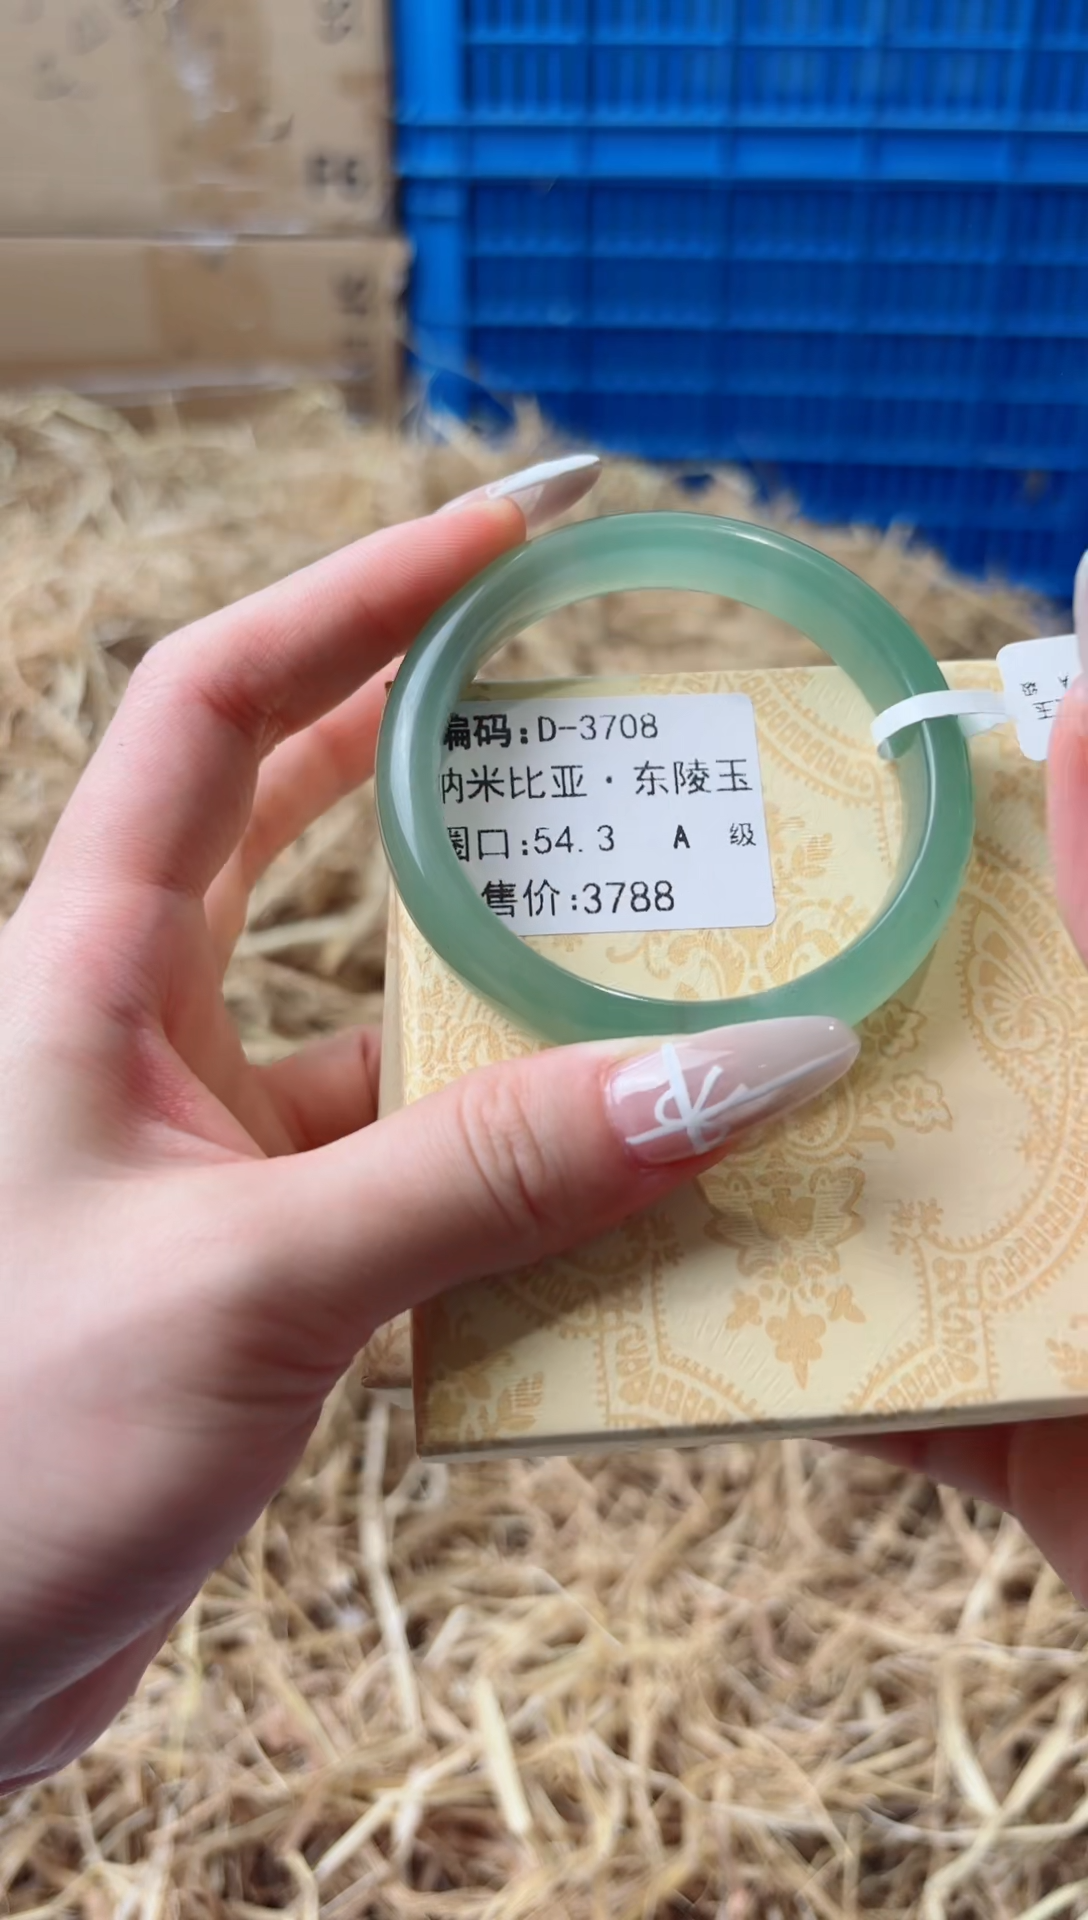 编码:D-3708
纳米比亚·东陵玉
圈口:54.3 A 级
售价:3788